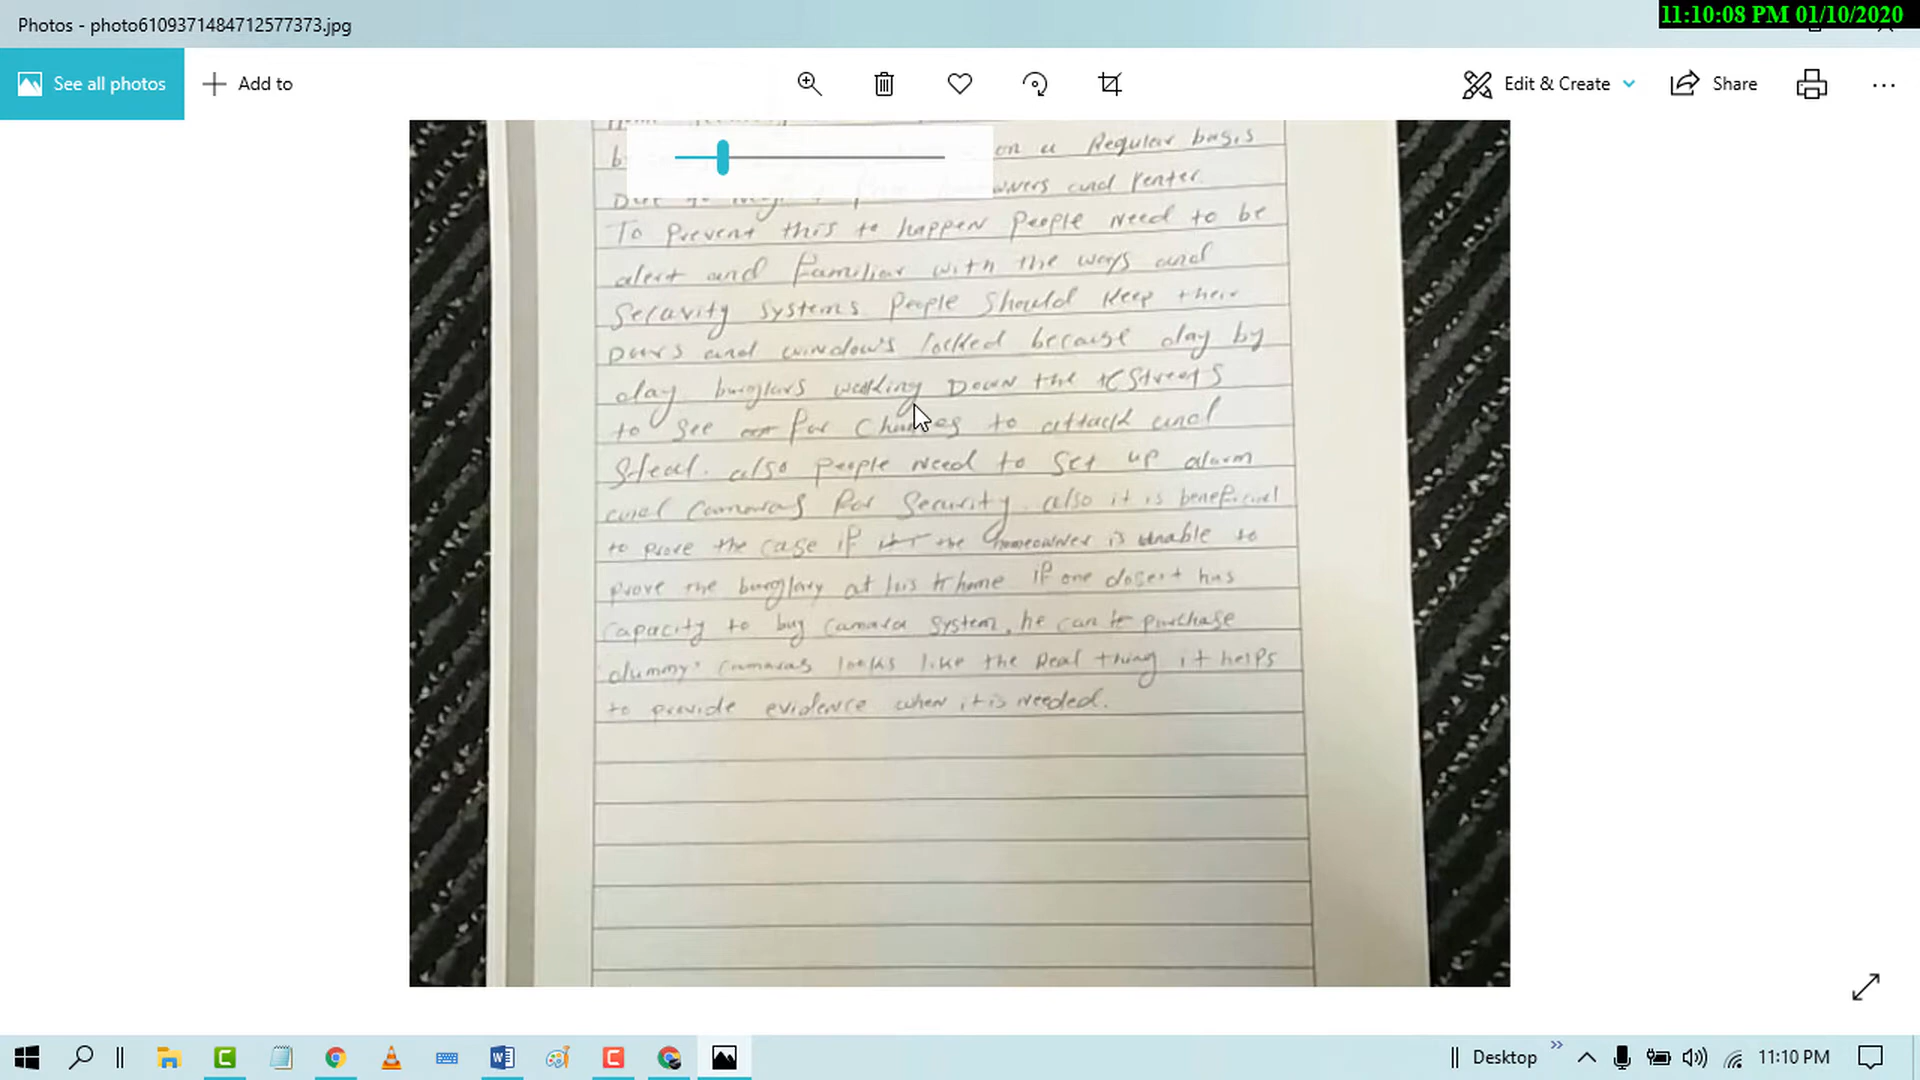 Photos - photo6109371484712577373.jpg
11:10:08 PM 01/10/2020
See all photos
Add to
Edit & Create
Share
on a Regular basis
and renter.
To Prevent this to happen People need to be
alert and familiar with the ways and
Security systems People Should Keep their
Doors and window's locked because day by
day burglars walking Down the Streets
to See for Chances to attack and
Steal. also people need to Set up alarm
and Camaras for Security. also it is beneficial
to prove the case if the homeowner is unable to
prove the burglary at his home if one dosen't has
capacity to buy camara system, he can purchase
dummy camaras looks like the Real thing it helps
to provide evidence when it is needed.
Desktop
11:10 PM